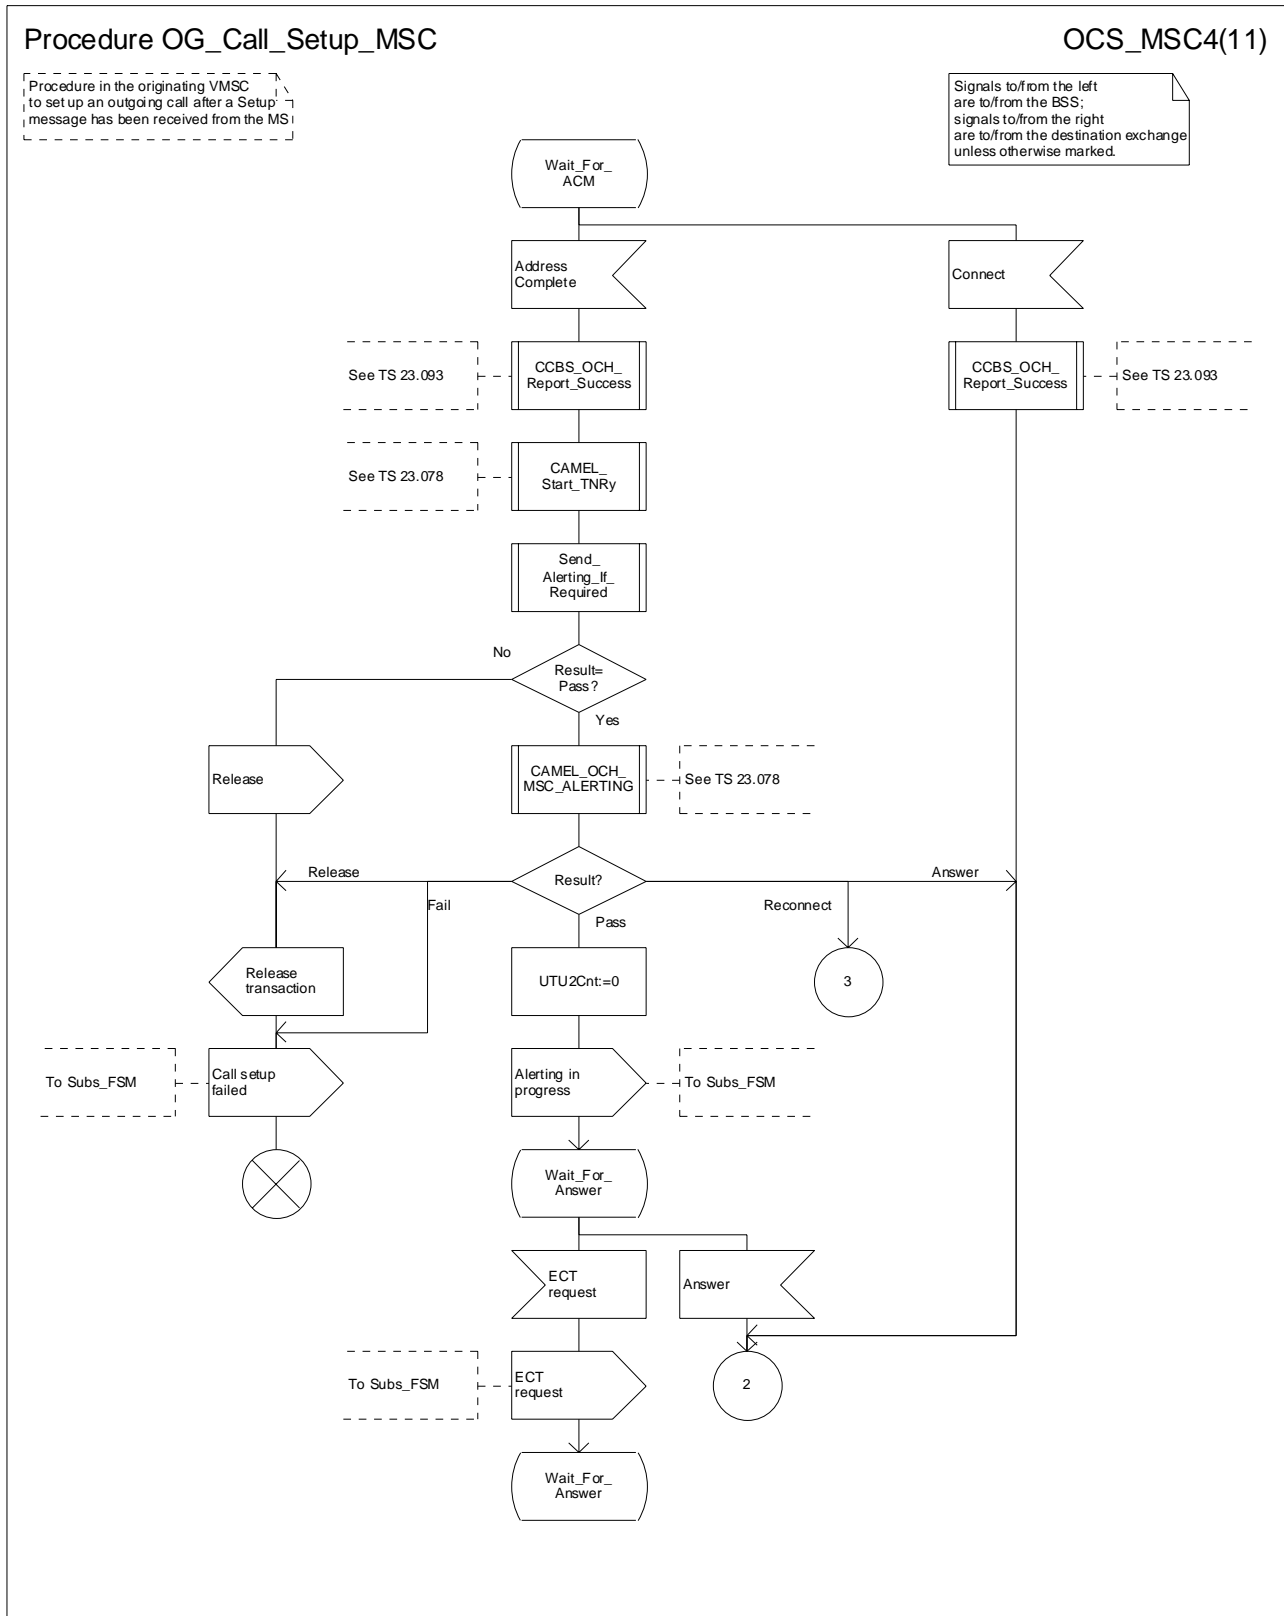 Procedure OG_Call_Setup_MSC
OCS_MSC4(11)
Procedure in the originating VMSC
to set up an outgoing call after a Setup
message has been received from the MS
Signals to/from the left
are to/from the BSS;
signals to/from the right
are to/from the destination exchange
unless otherwise marked.
Wait_For_
ACM
Address
Complete
Connect
See TS 23.093
CCBS_OCH_
Report_Success
CCBS_OCH_
Report_Success
See TS 23.093
See TS 23.078
CAMEL_
Start_TNRy
Send_
Alerting_If_
Required
No
Result=
Pass?
Yes
Release
CAMEL_OCH_
MSC_ALERTING
See TS 23.078
Release
Result?
Answer
Fail
Reconnect
Pass
Release
transaction
UTU2Cnt:=0
3
To Subs_FSM
Call setup
failed
Alerting in
progress
To Subs_FSM
Wait_For_
Answer
ECT
request
Answer
To Subs_FSM
ECT
request
2
Wait_For_
Answer